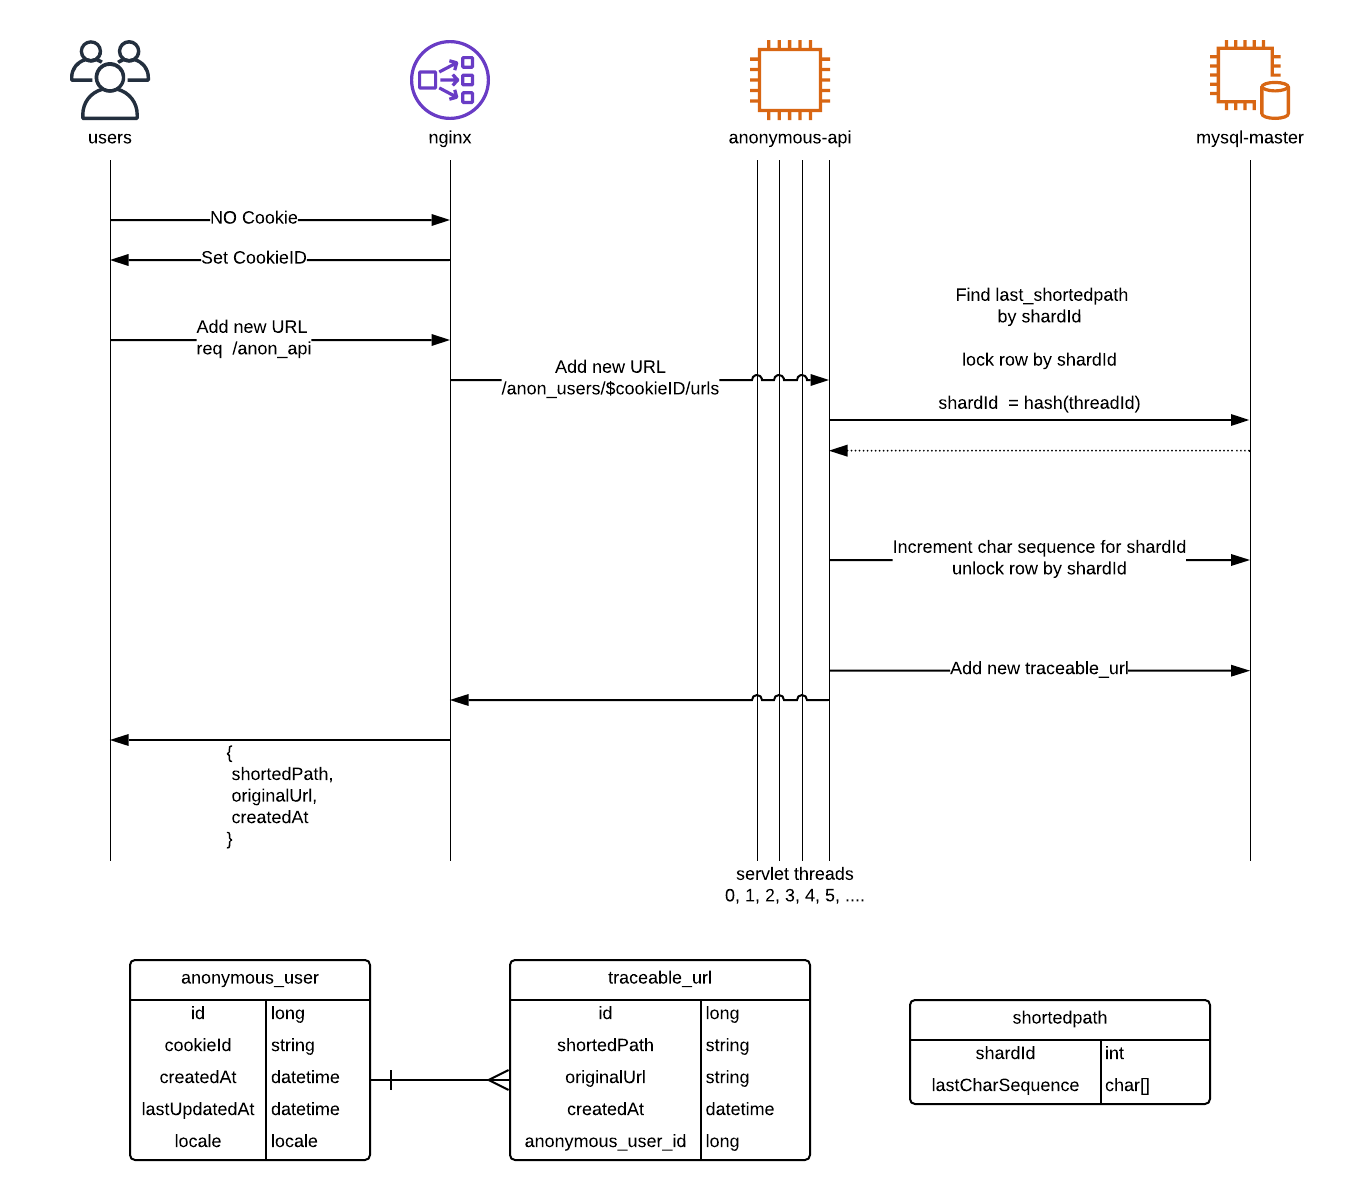 users
nginx
anonymous-api
mysql-master
NO Cookie
Set CookieID
Find last_shortedpath
by shardId
Add new URL
req  /anon_api
lock row by shardId
Add new URL
/anon_users/$cookieID/urls
shardId  = hash(threadId)
Increment char sequence for shardId
unlock row by shardId
Add new traceable_url
{
shortedPath,
originalUrl,
createdAt
}
servlet threads
0, 1, 2, 3, 4, 5, ....
anonymous_user
id long
cookieId string
createdAt datetime
lastUpdatedAt datetime
locale locale
traceable_url
id long
shortedPath string
originalUrl string
createdAt datetime
anonymous_user_id long
shortedpath
shardId int
lastCharSequence char[]